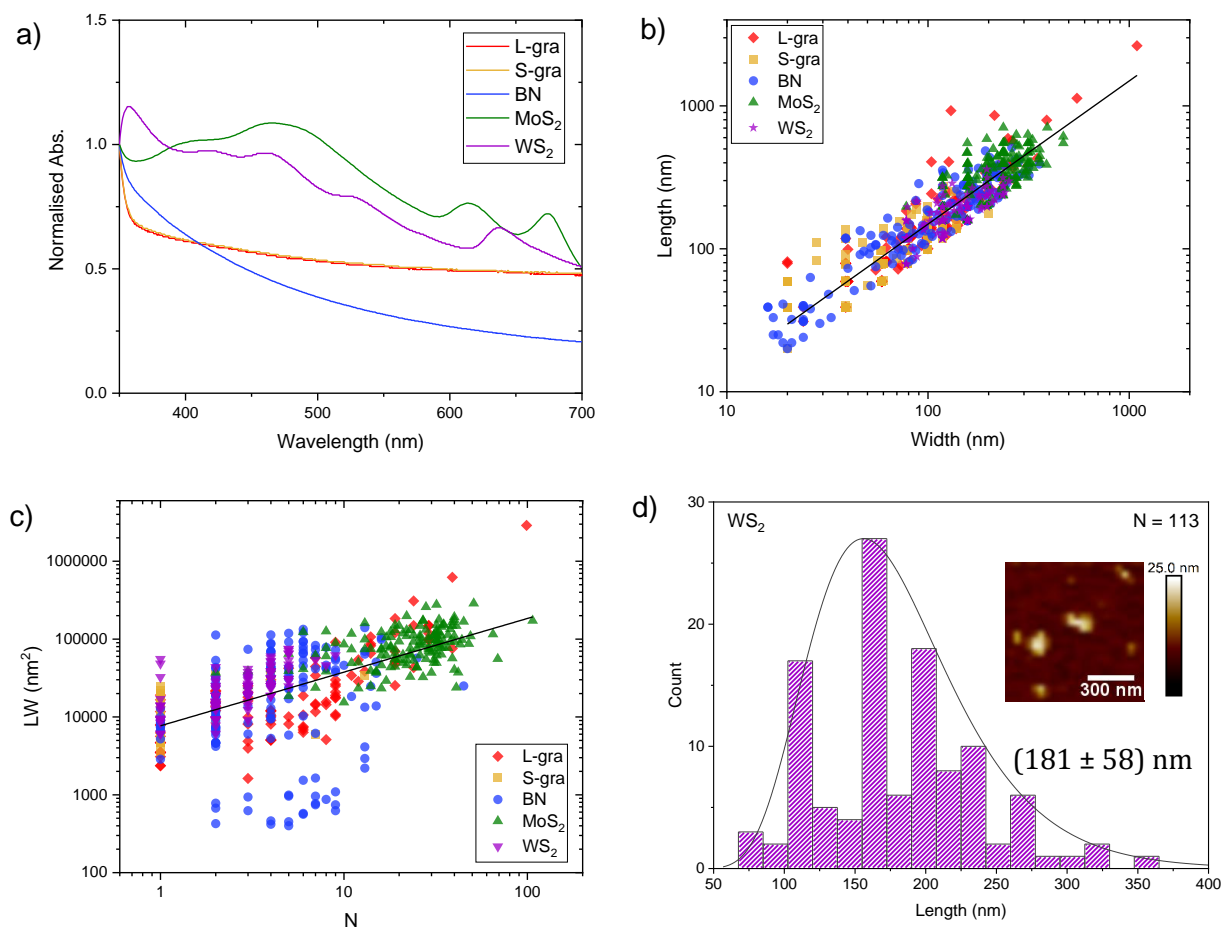 a)
1.5
1.0
0.5
0.0
Normalised Abs.
400
500
600
700
Wavelength (nm)
L-gra
S-gra
BN
MoS₂
WS₂
b)
1000
100
10
Length (nm)
10
100
1000
Width (nm)
L-gra
S-gra
BN
MoS₂
WS₂
c)
1000000
100000
10000
1000
100
LW (nm²)
1
10
100
N
L-gra
S-gra
BN
MoS₂
WS₂
d)
30
20
10
0
Count
WS₂
N = 113
25.0 nm
300 nm
(181 ± 58) nm
50
100
150
200
250
300
350
400
Length (nm)